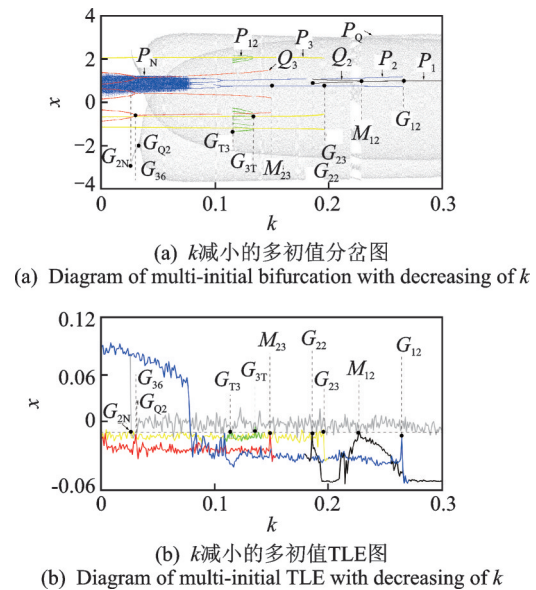 4
2
0
−2
−4
x
P_N
P_12
Q_3
P_3
P_Q
Q_2
P_2
P_1
G_2N
G_Q2
G_36
G_T3
G_3T
M_23
G_23
G_22
M_12
G_12
0
0.1
0.2
0.3
k
(a) k减小的多初值分岔图
(a) Diagram of multi-initial bifurcation with decreasing of k
0.12
0.06
0
-0.06
x
G_2N
G_36
G_Q2
G_T3
G_3T
M_23
G_22
G_23
M_12
G_12
0
0.1
0.2
0.3
k
(b) k减小的多初值TLE图
(b) Diagram of multi-initial TLE with decreasing of k